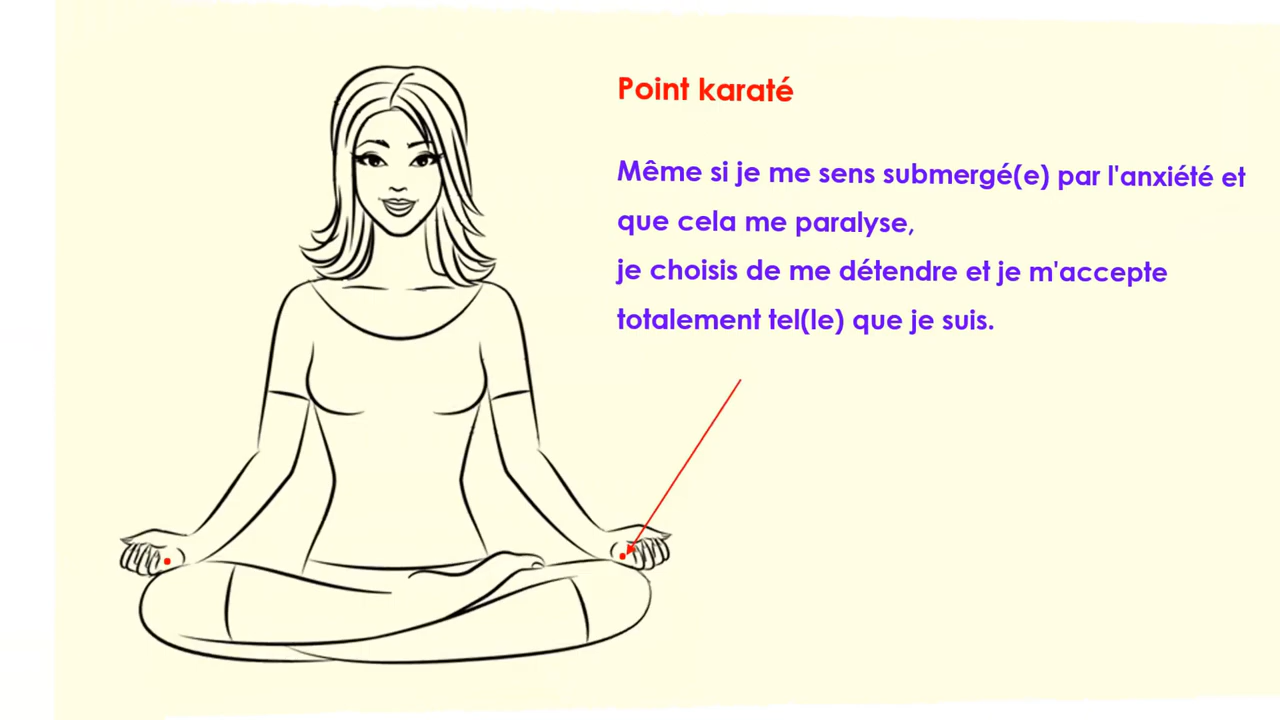 Point karaté
Même si je me sens submergé(e) par l'anxiété et
que cela me paralyse,
je choisis de me détendre et je m'accepte
totalement tel(le) que je suis.